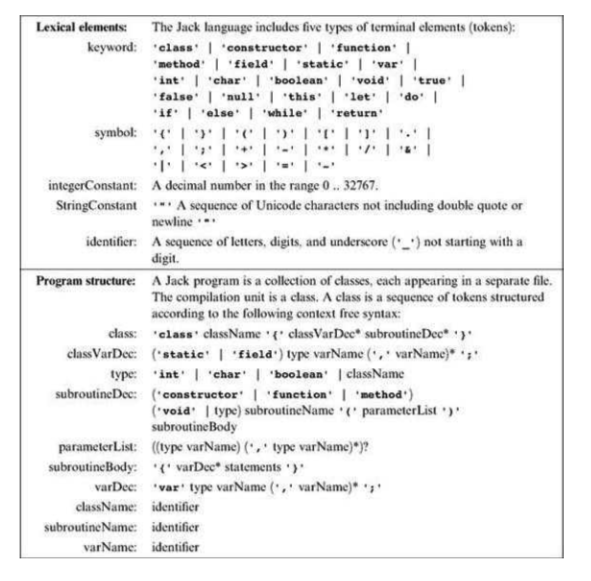 Lexical elements: The Jack language includes five types of terminal elements (tokens):
keyword: 'class' | 'constructor' | 'function' |
'method' | 'field' | 'static' | 'var' |
'int' | 'char' | 'boolean' | 'void' | 'true' |
'false' | 'null' | 'this' | 'let' | 'do' |
'if' | 'else' | 'while' | 'return'
symbol: '{' | '}' | '(' | ')' | '[' | ']' | '.' |
',' | ';' | '+' | '-' | '*' | '/' | '&' |
'|' | '<' | '>' | '=' | '~'
integerConstant: A decimal number in the range 0 .. 32767.
StringConstant '"' A sequence of Unicode characters not including double quote or
newline '"'
identifier: A sequence of letters, digits, and underscore ('_') not starting with a
digit.
Program structure: A Jack program is a collection of classes, each appearing in a separate file.
The compilation unit is a class. A class is a sequence of tokens structured
according to the following context free syntax:
class: 'class' className '{' classVarDec* subroutineDec* '}'
classVarDec: ('static' | 'field') type varName (',' varName)* ';'
type: 'int' | 'char' | 'boolean' | className
subroutineDec: ('constructor' | 'function' | 'method')
('void' | type) subroutineName '(' parameterList ')'
subroutineBody
parameterList: ((type varName) (',' type varName)*)?
subroutineBody: '{' varDec* statements '}'
varDec: 'var' type varName (',' varName)* ';'
className: identifier
subroutineName: identifier
varName: identifier